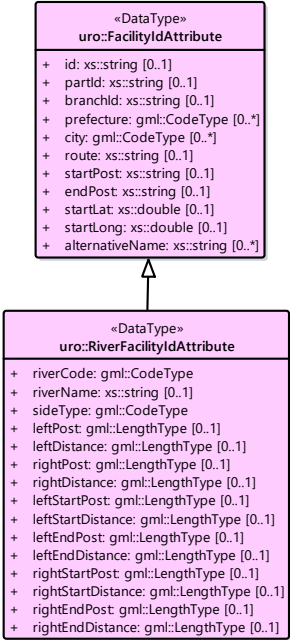 «DataType»
uro::FacilityIdAttribute
+ id: xs::string [0..1]
+ partId: xs::string [0..1]
+ branchId: xs::string [0..1]
+ prefecture: gml::CodeType [0..*]
+ city: gml::CodeType [0..*]
+ route: xs::string [0..1]
+ startPost: xs::string [0..1]
+ endPost: xs::string [0..1]
+ startLat: xs::double [0..1]
+ startLong: xs::double [0..1]
+ alternativeName: xs::string [0..*]
«DataType»
uro::RiverFacilityIdAttribute
+ riverCode: gml::CodeType
+ riverName: xs::string [0..1]
+ sideType: gml::CodeType
+ leftPost: gml::LengthType [0..1]
+ leftDistance: gml::LengthType [0..1]
+ rightPost: gml::LengthType [0..1]
+ rightDistance: gml::LengthType [0..1]
+ leftStartPost: gml::LengthType [0..1]
+ leftStartDistance: gml::LengthType [0..1]
+ leftEndPost: gml::LengthType [0..1]
+ leftEndDistance: gml::LengthType [0..1]
+ rightStartPost: gml::LengthType [0..1]
+ rightStartDistance: gml::LengthType [0..1]
+ rightEndPost: gml::LengthType [0..1]
+ rightEndDistance: gml::LengthType [0..1]